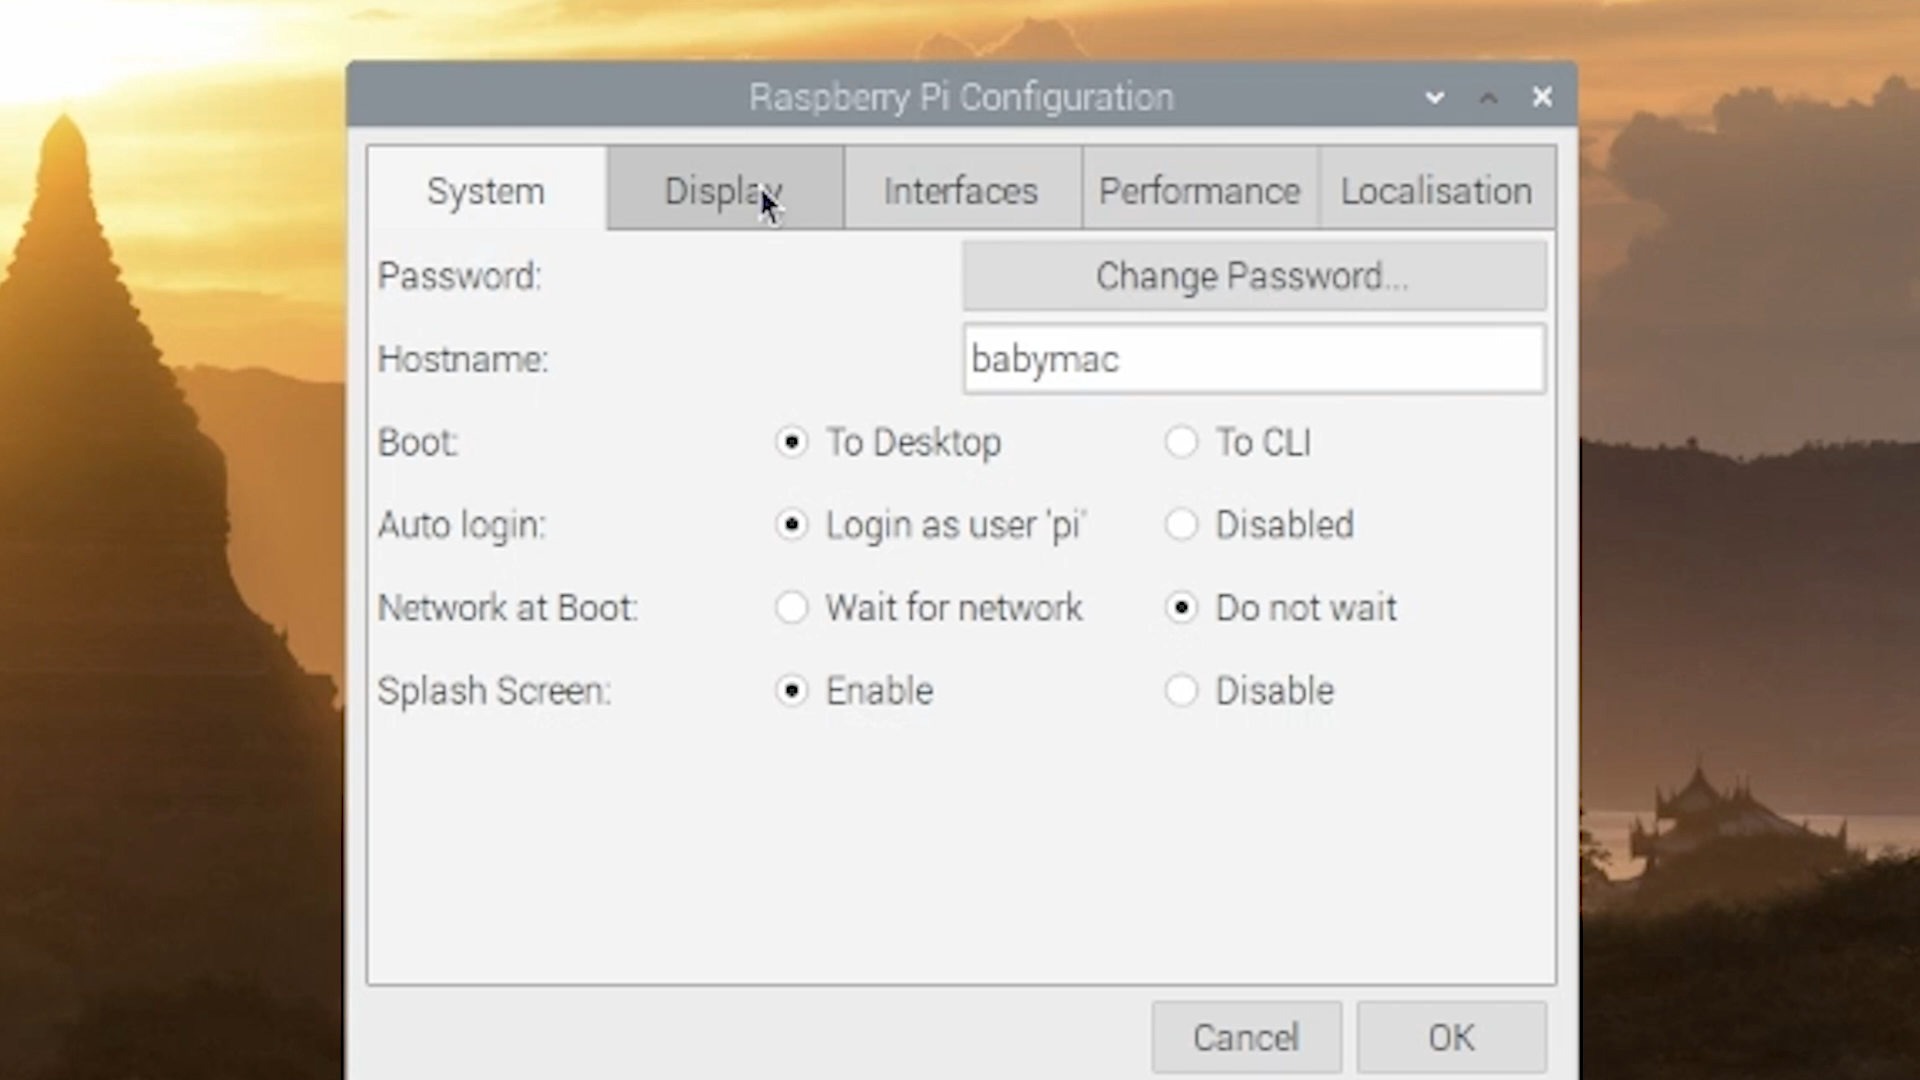 Raspberry Pi Configuration
System Display Interfaces Performance Localisation
Password: Change Password...
Hostname: babymac
Boot: To Desktop To CLI
Auto login: Login as user 'pi' Disabled
Network at Boot: Wait for network Do not wait
Splash Screen: Enable Disable
Cancel OK